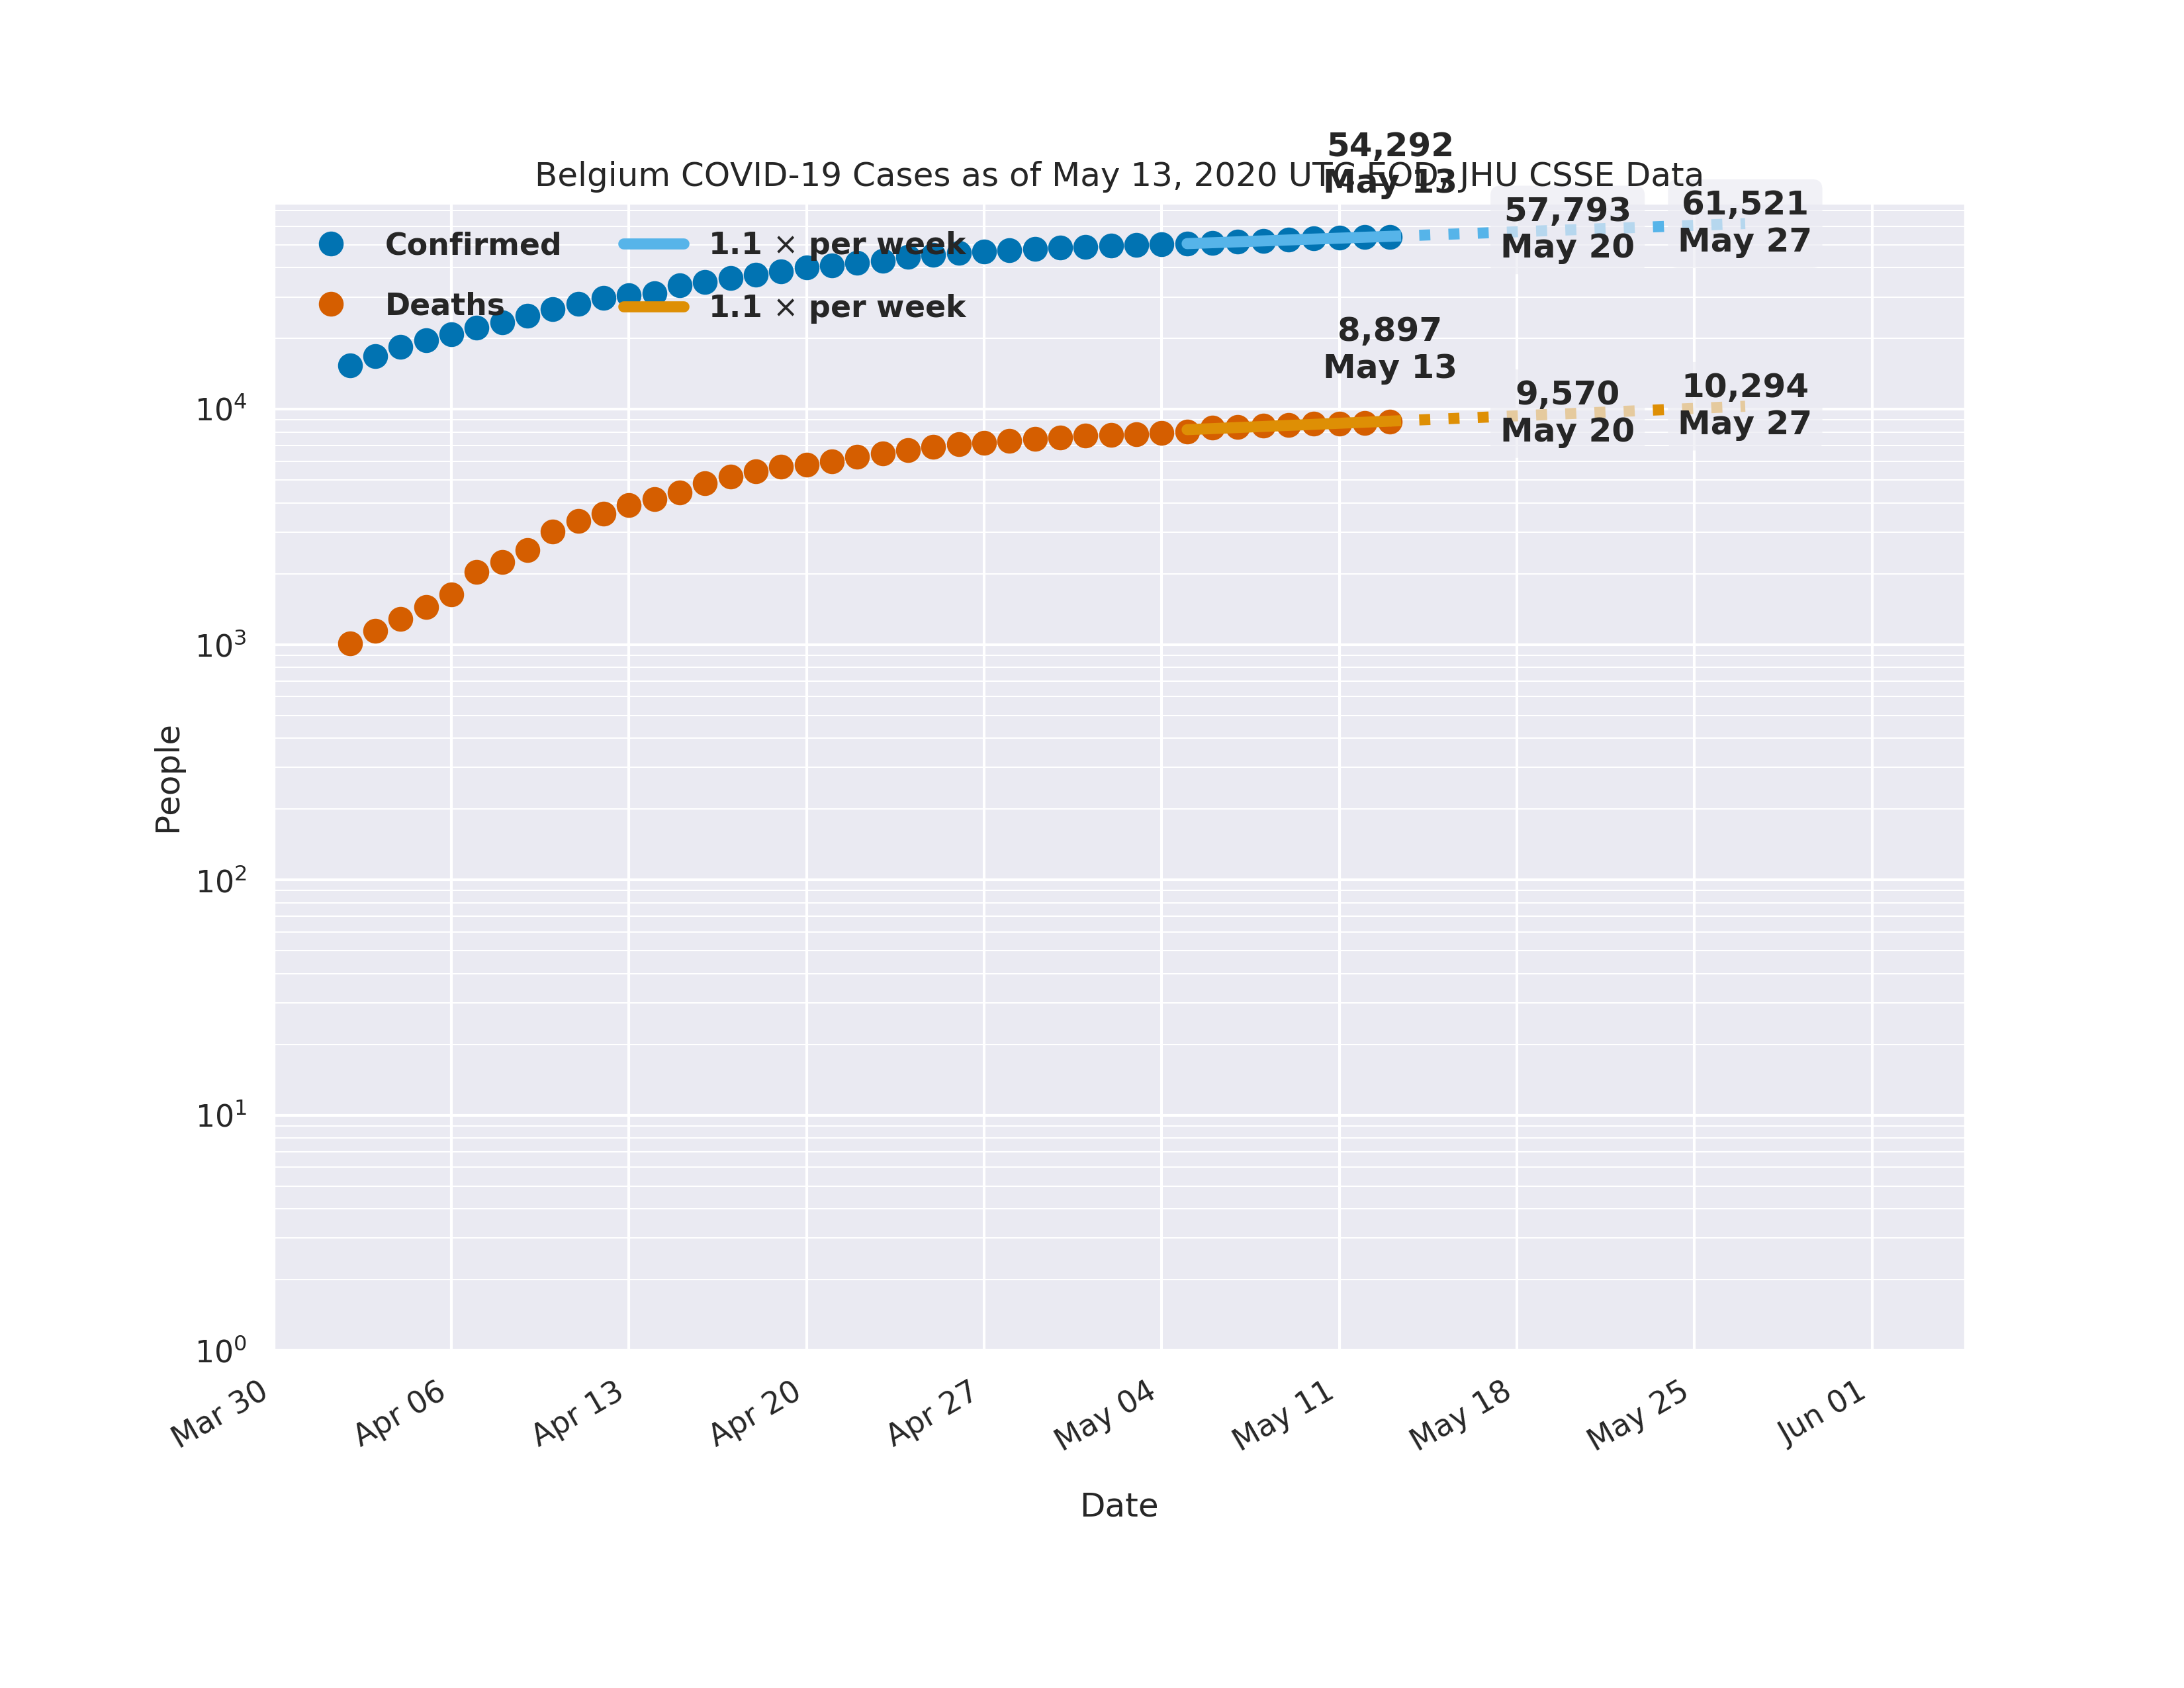 54,292
May 13
Belgium COVID-19 Cases as of May 13, 2020 UTC EOD, JHU CSSE Data
57,793
May 20
61,521
May 27
Confirmed
1.1 × per week
Deaths
1.1 × per week
8,897
May 13
9,570
May 20
10,294
May 27
10⁴
10³
10²
10¹
10⁰
People
Mar 30
Apr 06
Apr 13
Apr 20
Apr 27
May 04
May 11
May 18
May 25
Jun 01
Date